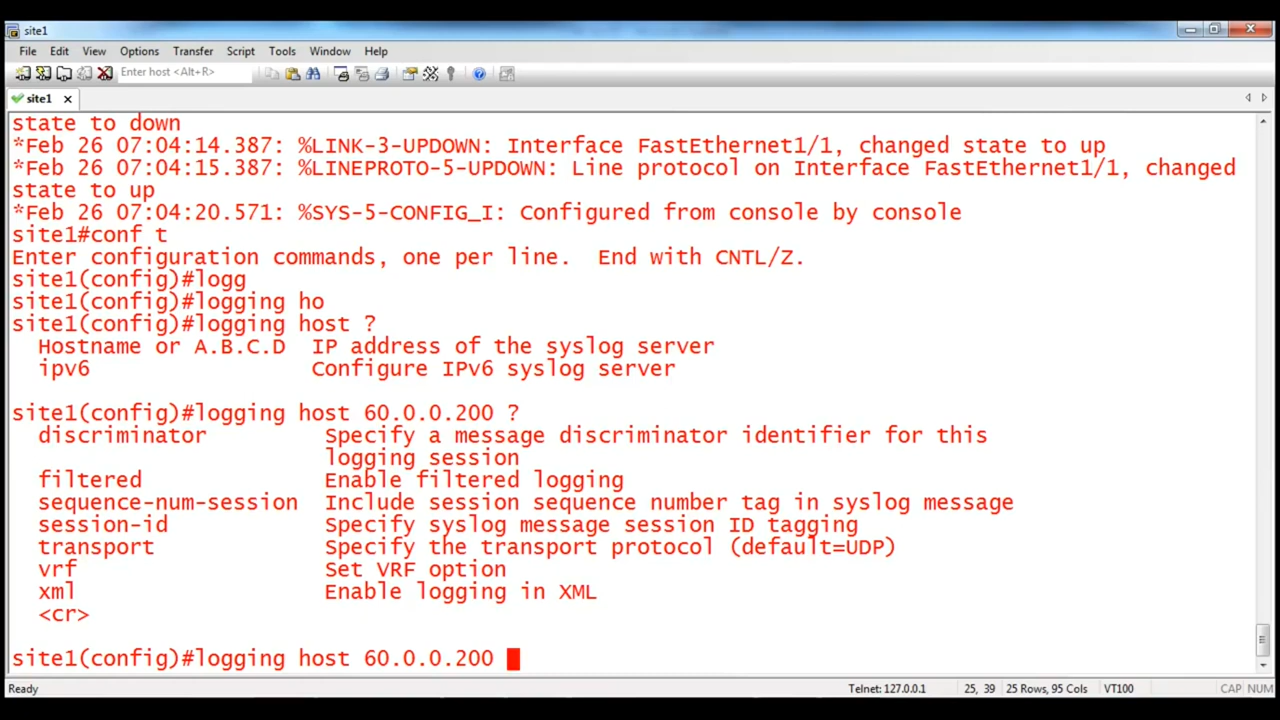 site1
File Edit View Options Transfer Script Tools Window Help
Enter host <Alt+R>
site1
state to down
*Feb 26 07:04:14.387: %LINK-3-UPDOWN: Interface FastEthernet1/1, changed state to up
*Feb 26 07:04:15.387: %LINEPROTO-5-UPDOWN: Line protocol on Interface FastEthernet1/1, changed
state to up
*Feb 26 07:04:20.571: %SYS-5-CONFIG_I: Configured from console by console
site1#conf t
Enter configuration commands, one per line.  End with CNTL/Z.
site1(config)#logg
site1(config)#logging ho
site1(config)#logging host ?
  Hostname or A.B.C.D  IP address of the syslog server
  ipv6                 Configure IPv6 syslog server
site1(config)#logging host 60.0.0.200 ?
  discriminator         Specify a message discriminator identifier for this
                        logging session
  filtered              Enable filtered logging
  sequence-num-session  Include session sequence number tag in syslog message
  session-id            Specify syslog message session ID tagging
  transport             Specify the transport protocol (default=UDP)
  vrf                   Set VRF option
  xml                   Enable logging in XML
  <cr>
site1(config)#logging host 60.0.0.200
Ready Telnet: 127.0.0.1 25, 39 25 Rows, 95 Cols VT100 CAP NUM